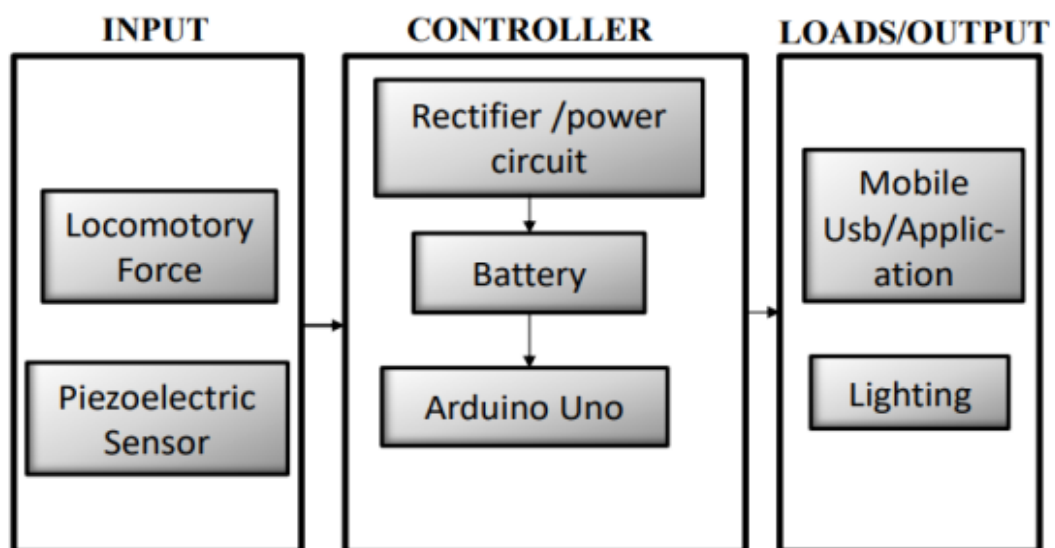 INPUT
Locomotory
Force
Piezoelectric
Sensor
CONTROLLER
Rectifier /power
circuit
Battery
Arduino Uno
LOADS/OUTPUT
Mobile
Usb/Applic-
ation
Lighting